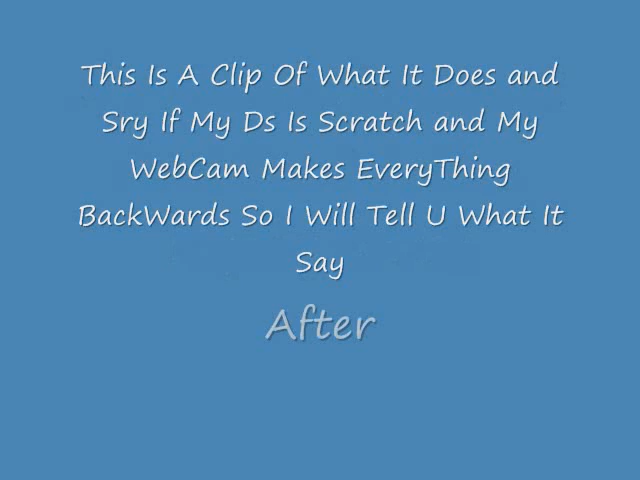 This Is A Clip Of What It Does and
Sry If My Ds Is Scratch and My
WebCam Makes EveryThing
BackWards So I Will Tell U What It
Say
After